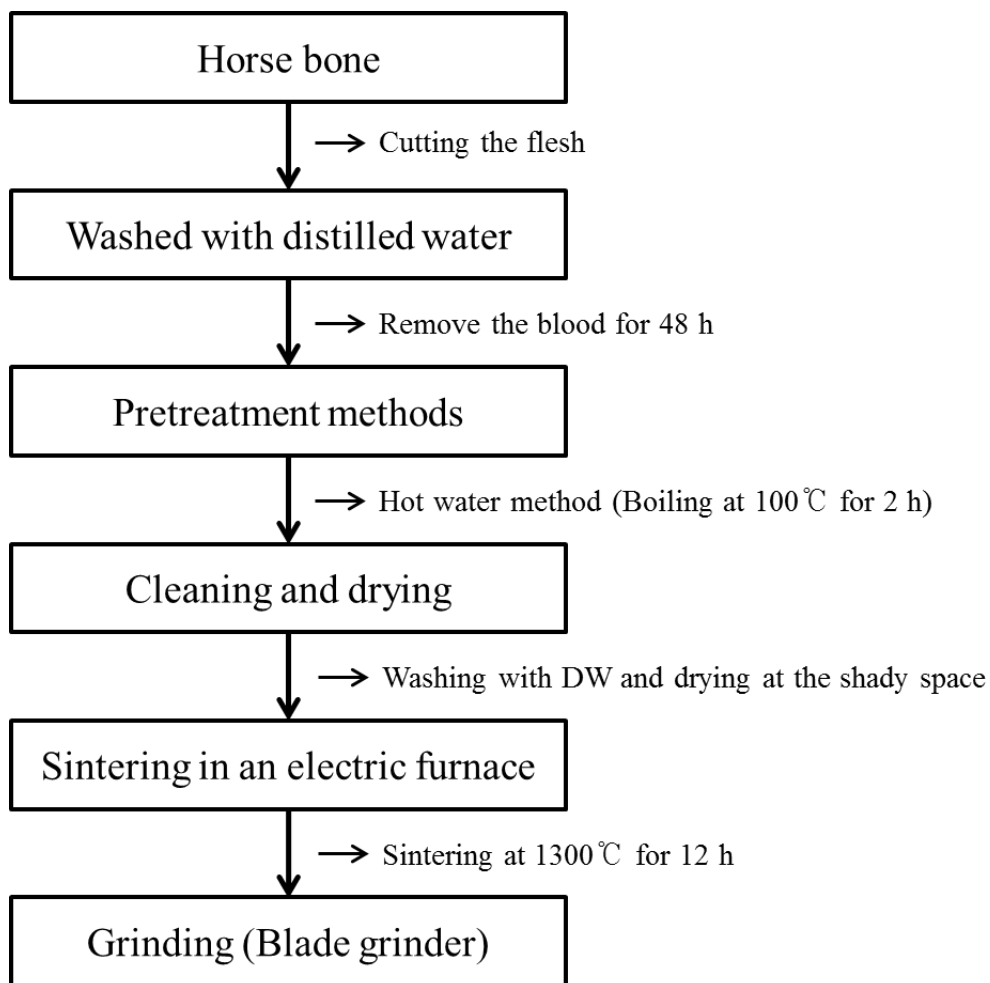 Horse bone
→ Cutting the flesh
Washed with distilled water
→ Remove the blood for 48 h
Pretreatment methods
→ Hot water method (Boiling at 100℃ for 2 h)
Cleaning and drying
→ Washing with DW and drying at the shady space
Sintering in an electric furnace
→ Sintering at 1300℃ for 12 h
Grinding (Blade grinder)